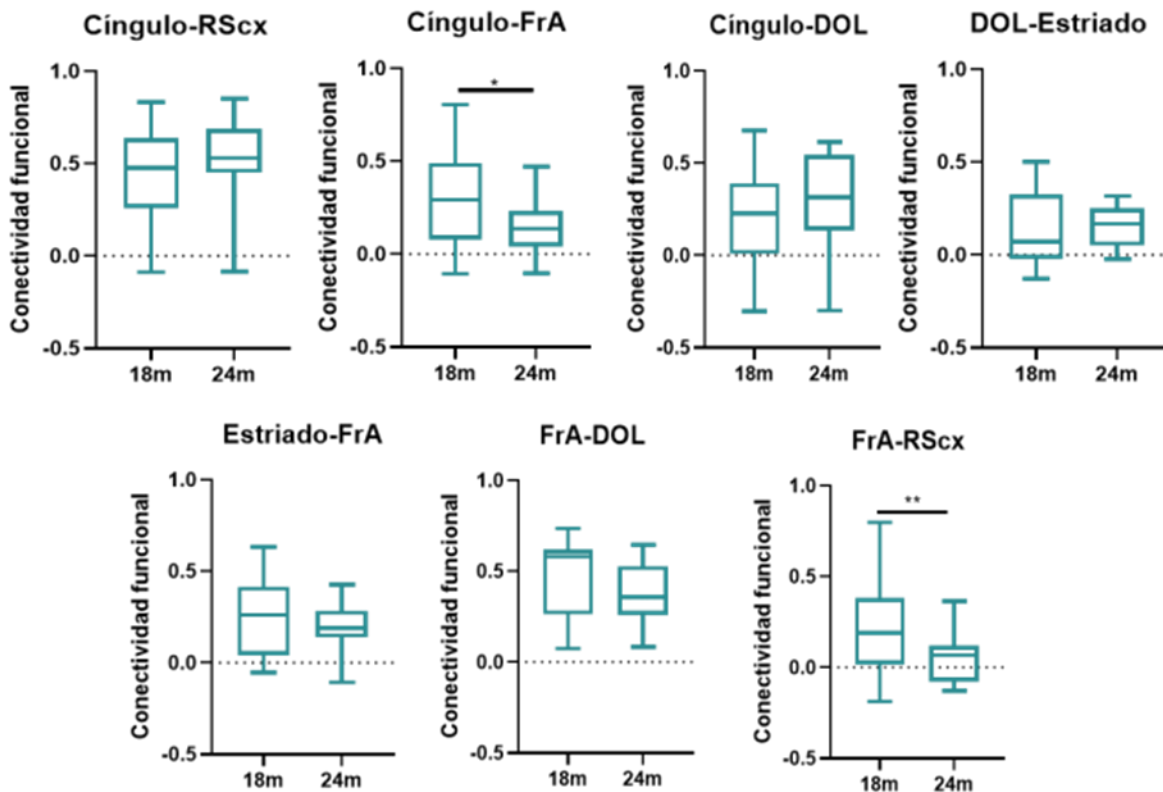 Cíngulo-RScx
Conectividad funcional
1.0
0.5
0.0
-0.5
18m 24m
Cíngulo-FrA
Conectividad funcional
1.0
0.5
0.0
-0.5
*
18m 24m
Cíngulo-DOL
Conectividad funcional
1.0
0.5
0.0
-0.5
18m 24m
DOL-Estriado
Conectividad funcional
1.0
0.5
0.0
-0.5
18m 24m
Estriado-FrA
Conectividad funcional
1.0
0.5
0.0
-0.5
18m 24m
FrA-DOL
Conectividad funcional
1.0
0.5
0.0
-0.5
18m 24m
FrA-RScx
Conectividad funcional
1.0
0.5
0.0
-0.5
**
18m 24m